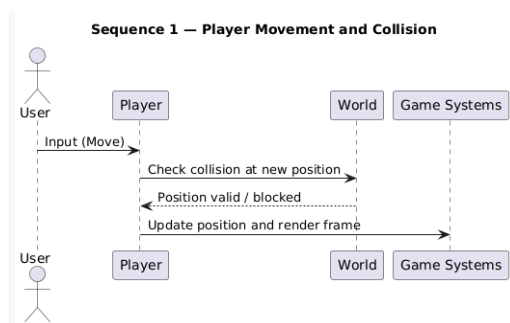 Sequence 1 — Player Movement and Collision
User
Player
World
Game Systems
Input (Move)
Check collision at new position
Position valid / blocked
Update position and render frame
User
Player
World
Game Systems